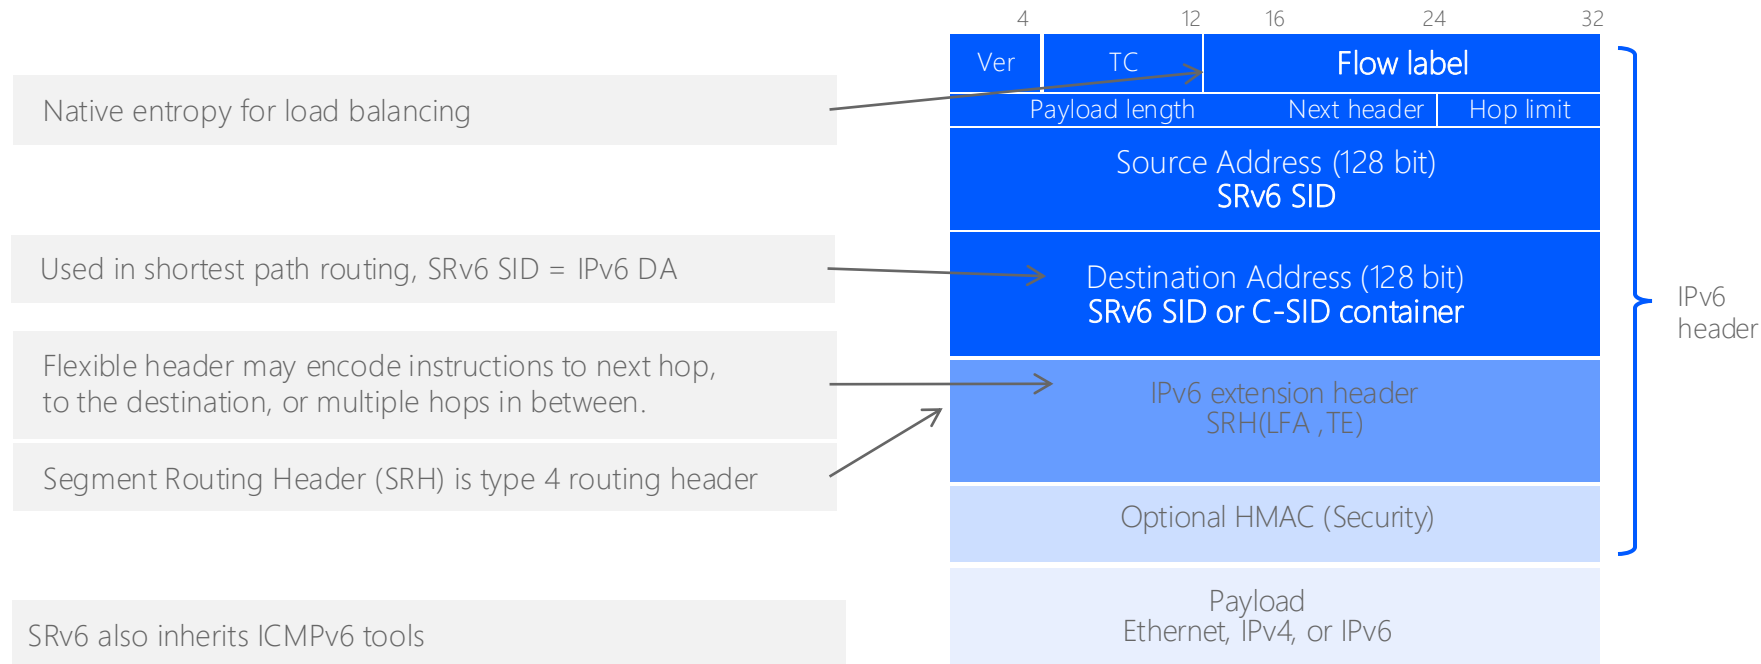 4 12 16 24 32
Ver TC Flow label
Native entropy for load balancing
Payload length Next header Hop limit
Source Address (128 bit)
SRv6 SID
Used in shortest path routing, SRv6 SID = IPv6 DA
Destination Address (128 bit)
SRv6 SID or C-SID container
IPv6
header
Flexible header may encode instructions to next hop,
to the destination, or multiple hops in between.
IPv6 extension header
SRH(LFA ,TE)
Segment Routing Header (SRH) is type 4 routing header
Optional HMAC (Security)
Payload
Ethernet, IPv4, or IPv6
SRv6 also inherits ICMPv6 tools